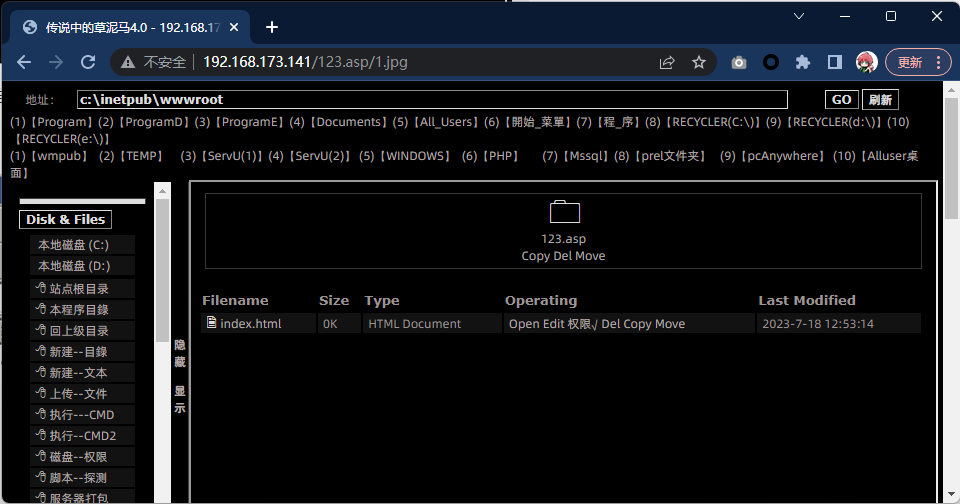 传说中的草泥马4.0 - 192.168.17
不安全 192.168.173.141/123.asp/1.jpg 更新
地址: c:\inetpub\wwwroot GO 刷新
(1)【Program】(2)【ProgramD】(3)【ProgramE】(4)【Documents】(5)【All_Users】(6)【開始_菜單】(7)【程_序】(8)【RECYCLER(C:\)】(9)【RECYCLER(d:\)】(10)
【RECYCLER(e:\)】
(1)【wmpub】 (2)【TEMP】 (3)【ServU(1)】(4)【ServU(2)】 (5)【WINDOWS】 (6)【PHP】 (7)【Mssql】(8)【prel文件夹】 (9)【pcAnywhere】 (10)【Alluser桌
面】
Disk & Files
本地磁盘 (C:)
本地磁盘 (D:)
站点根目录
本程序目錄
回上级目录
新建--目錄
新建--文本
上传--文件
执行---CMD
执行--CMD2
磁盘--权限
脚本--探测
服务器打包
隐
藏
显
示
123.asp
Copy Del Move
Filename Size Type Operating Last Modified
index.html 0K HTML Document Open Edit 权限√ Del Copy Move 2023-7-18 12:53:14